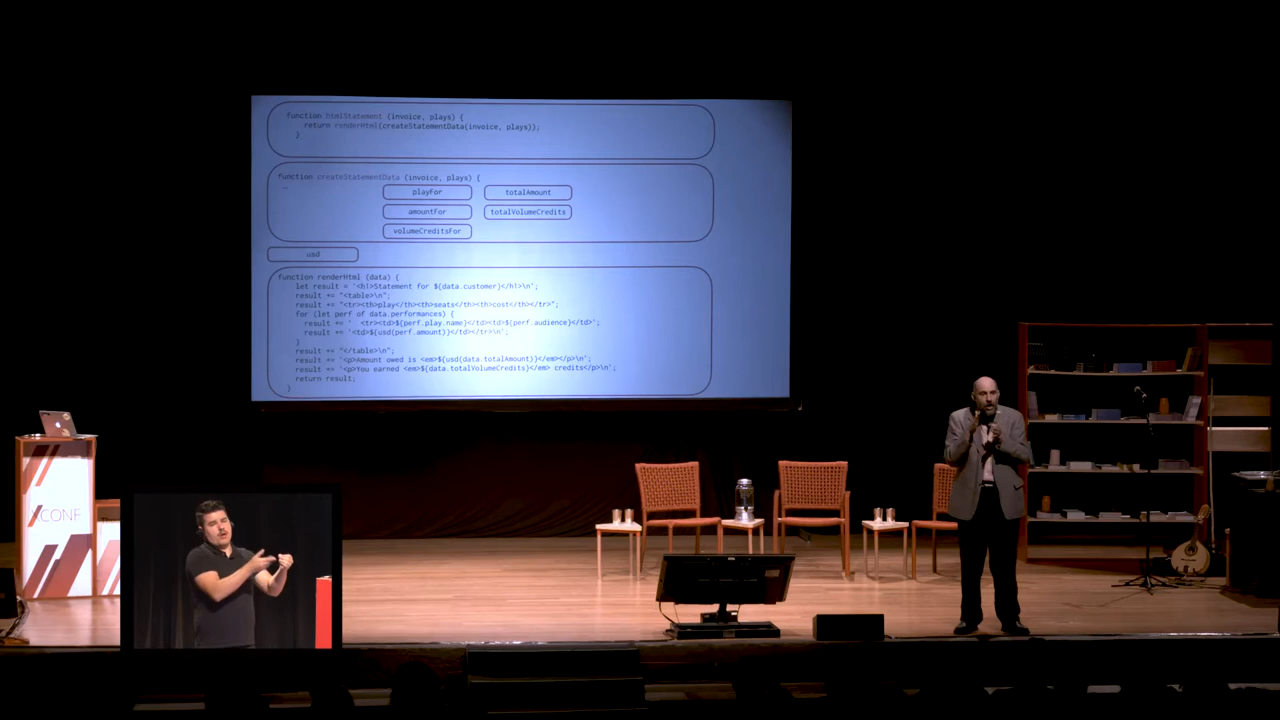 function htmlStatement (invoice, plays) {
return renderHtml(createStatementData(invoice, plays));
}
function createStatementData (invoice, plays) {
…
playFor
totalAmount
amountFor
totalVolumeCredits
volumeCreditsFor
usd
function renderHtml (data) {
let result = `<h1>Statement for ${data.customer}</h1>\n`;
result += "<table>\n";
result += "<tr><th>play</th><th>seats</th><th>cost</th></tr>";
for (let perf of data.performances) {
result += `  <tr><td>${perf.play.name}</td><td>${perf.audience}</td>`;
result += `<td>${usd(perf.amount)}</td></tr>\n`;
}
result += "</table>\n";
result += `<p>Amount owed is <em>${usd(data.totalAmount)}</em></p>\n`;
result += `<p>You earned <em>${data.totalVolumeCredits}</em> credits</p>\n`;
return result;
}
XCONF